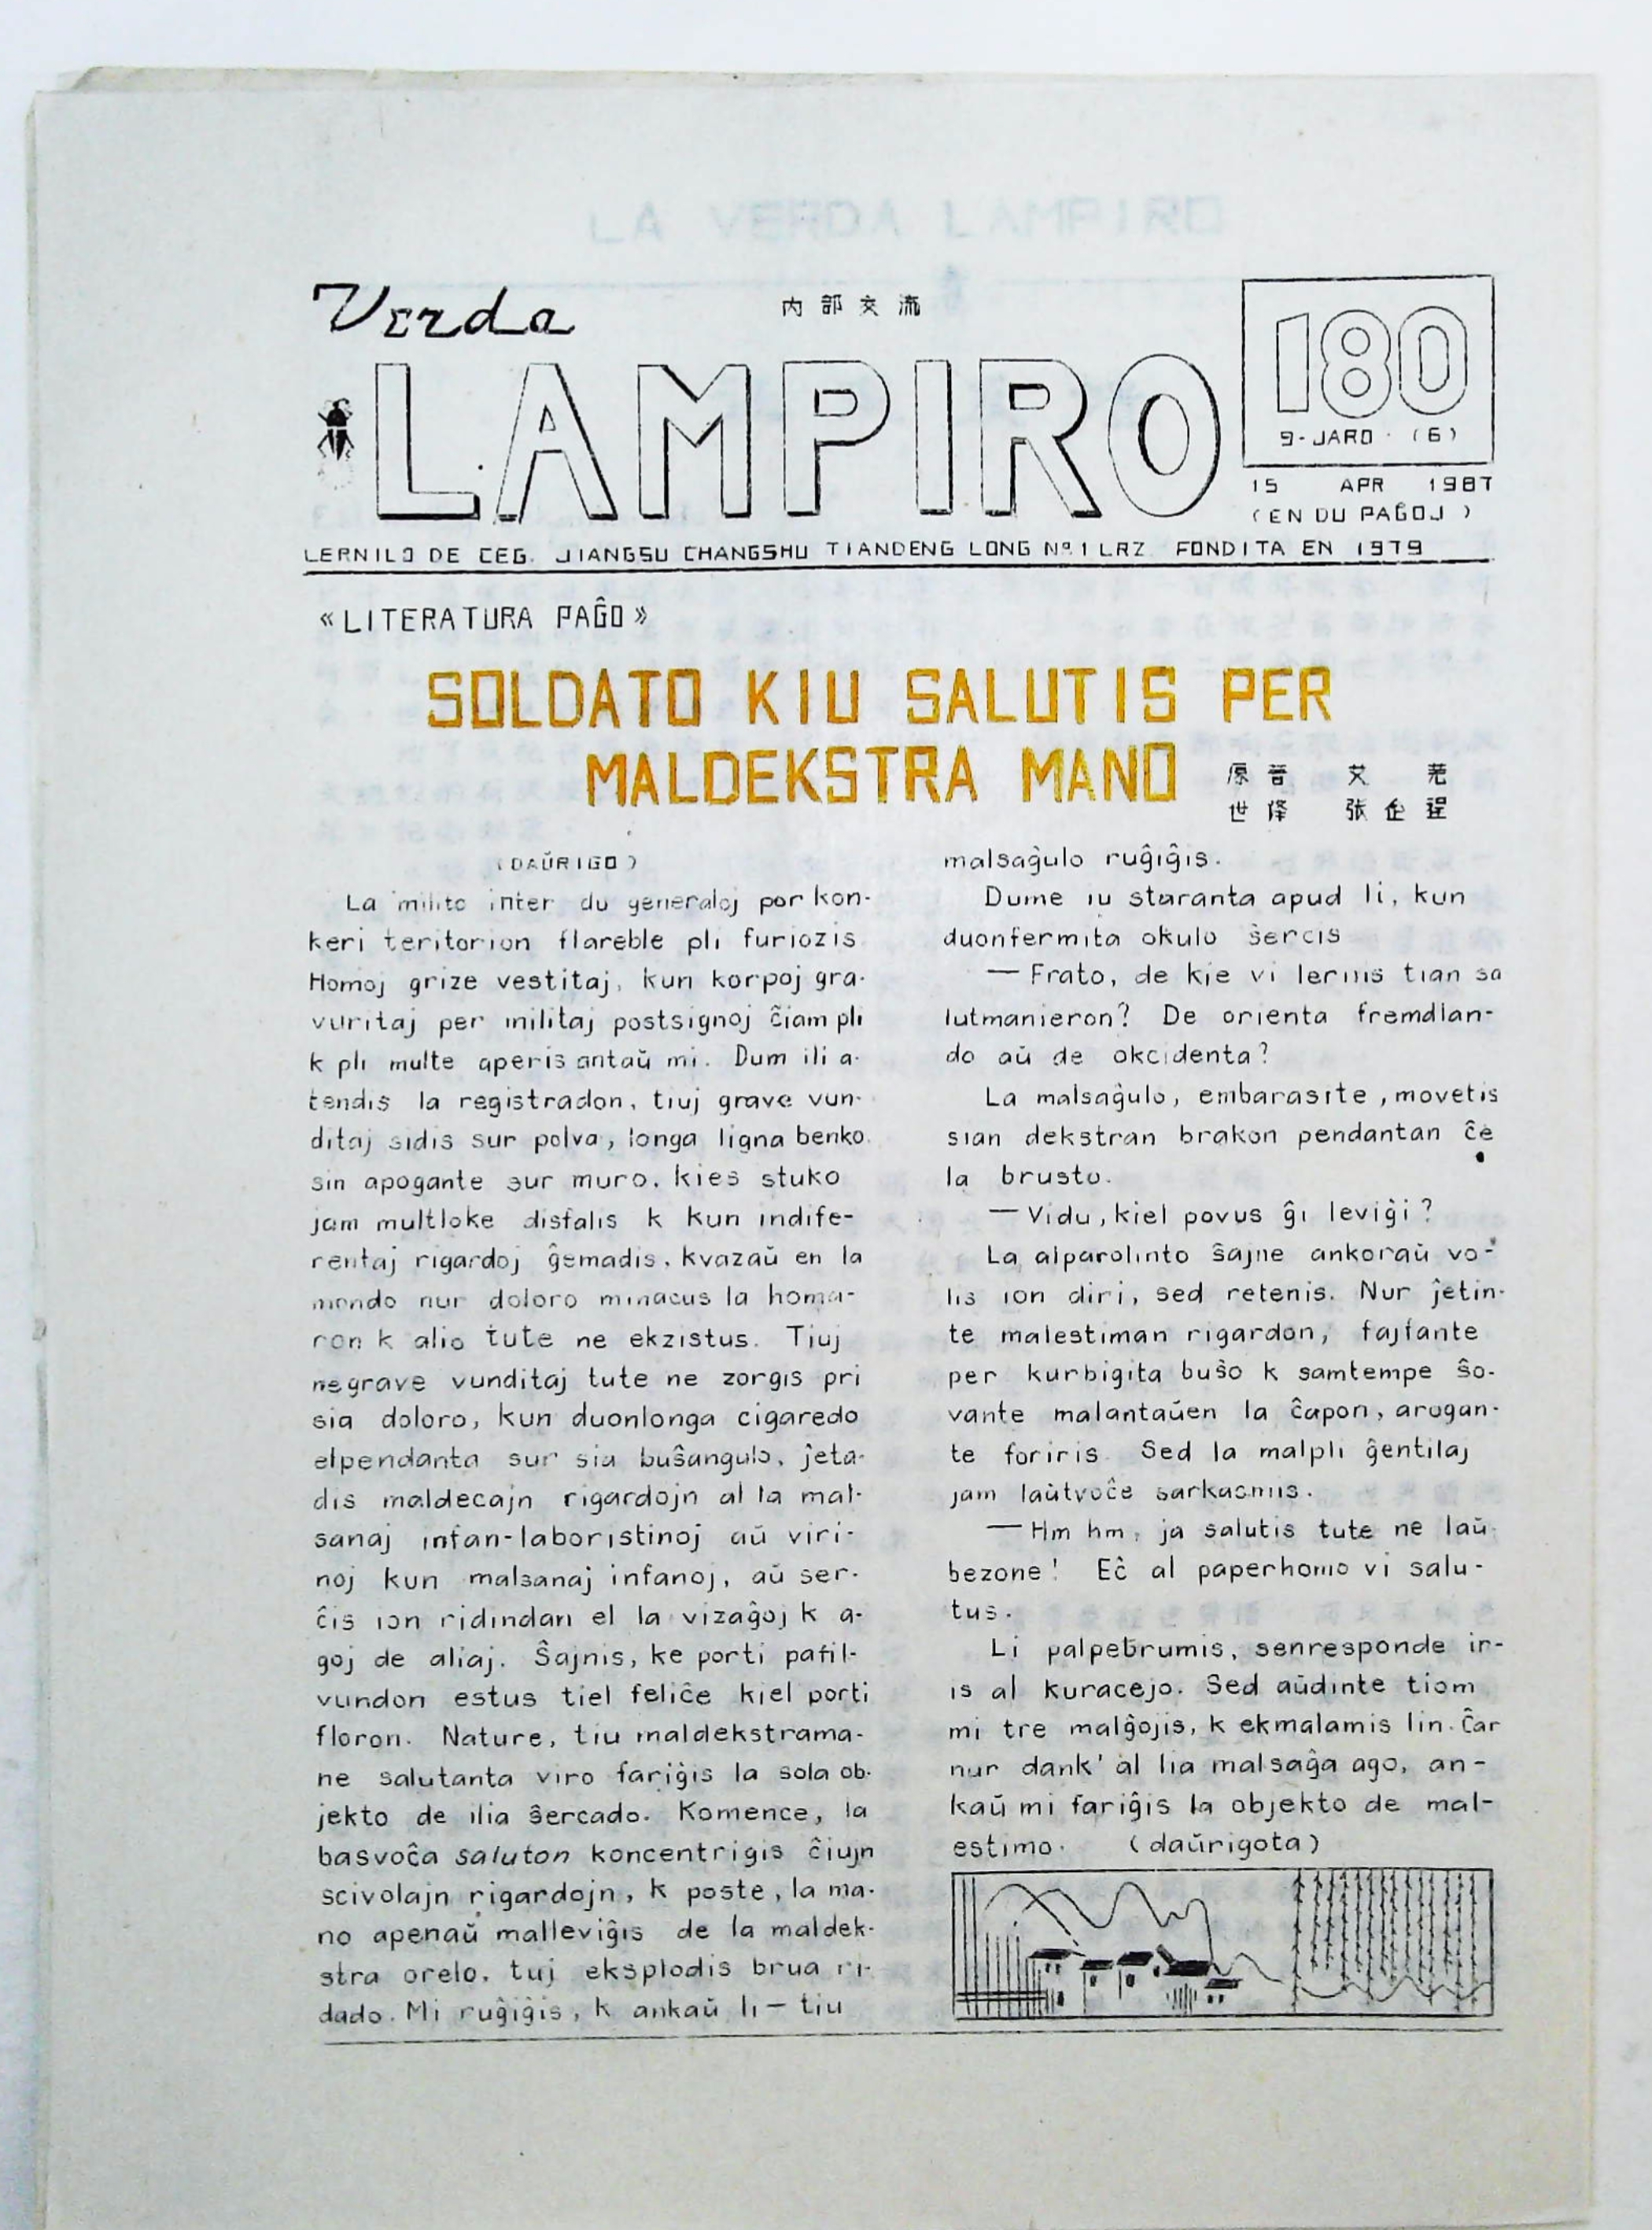 Verda
内部交流
LAMPIRO
180
9-JARO · (6)
15 APR 1987
(EN DU PAĜOJ)
LERNILO DE CEG. JIANGSU CHANGSHU TIANDENG LONG Nº.1 LRZ FONDITA EN 1979
«LITERATURA PAĜO»
SOLDATO KIU SALUTIS PER
MALDEKSTRA MANO
原著 艾芜
世译 张企程
(DAŬRIGO)
La milito inter du generaloj por kon-
keri teritorion flareble pli furiozis
Homoj grize vestitaj, kun korpoj gra-
vuritaj per militaj postsignoj ĉiam pli
k pli multe aperis antaŭ mi. Dum ili a-
tendis la registradon, tiuj grave vun-
ditaj sidis sur polva, longa ligna benko
sin apogante sur muro, kies stuko
jam multloke disfalis k kun indife-
rentaj rigardoj ĝemadis, kvazaŭ en la
mondo nur doloro minacus la homa-
ron k alio tute ne ekzistus. Tiuj
negrave vunditaj tute ne zorgis pri
sia doloro, kun duonlonga cigaredo
elpendanta sur sia buŝangulo, ĵeta-
dis maldecajn rigardojn al la mal-
sanaj infan-laboristinoj aŭ viri-
noj kun malsanaj infanoj, aŭ ser-
ĉis ion ridindan el la vizaĝoj k a-
goj de aliaj. Ŝajnis, ke porti pafil-
vundon estus tiel feliĉe kiel porti
floron. Nature, tiu maldekstrama-
ne salutanta viro fariĝis la sola ob-
jekto de ilia ŝercado. Komence, la
basvoĉa saluton koncentrigis ĉiujn
scivolajn rigardojn, k poste, la ma-
no apenaŭ malleviĝis de la maldek-
stra orelo, tuj eksplodis brua ri-
dado. Mi ruĝiĝis, k ankaŭ li — tiu
malsaĝulo ruĝiĝis.
Dume iu staranta apud li, kun
duonfermita okulo ŝercis
— Frato, de kie vi lernis tian sa
lutmanieron? De orienta fremdlan-
do aŭ de okcidenta?
La malsaĝulo, embarasite, movetis
sian dekstran brakon pendantan ĉe
la brusto.
— Vidu, kiel povus ĝi leviĝi?
La alparolinto ŝajne ankoraŭ vo-
lis ion diri, sed retenis. Nur ĵetin-
te malestiman rigardon, fajfante
per kurbigita buŝo k samtempe ŝo-
vante malantaŭen la ĉapon, arogan-
te foriris. Sed la malpli ĝentilaj
jam laŭtvoĉe sarkasmis.
— Hm hm, ja salutis tute ne laŭ-
bezone! Eĉ al paperhomo vi salu-
tus.
Li palpebrumis, senresponde ir-
is al kuracejo. Sed aŭdinte tiom
mi tre malĝojis, k ekmalamis lin. Ĉar
nur dank' al lia malsaĝa ago, an-
kaŭ mi fariĝis la objekto de mal-
estimo. (daŭrigota)